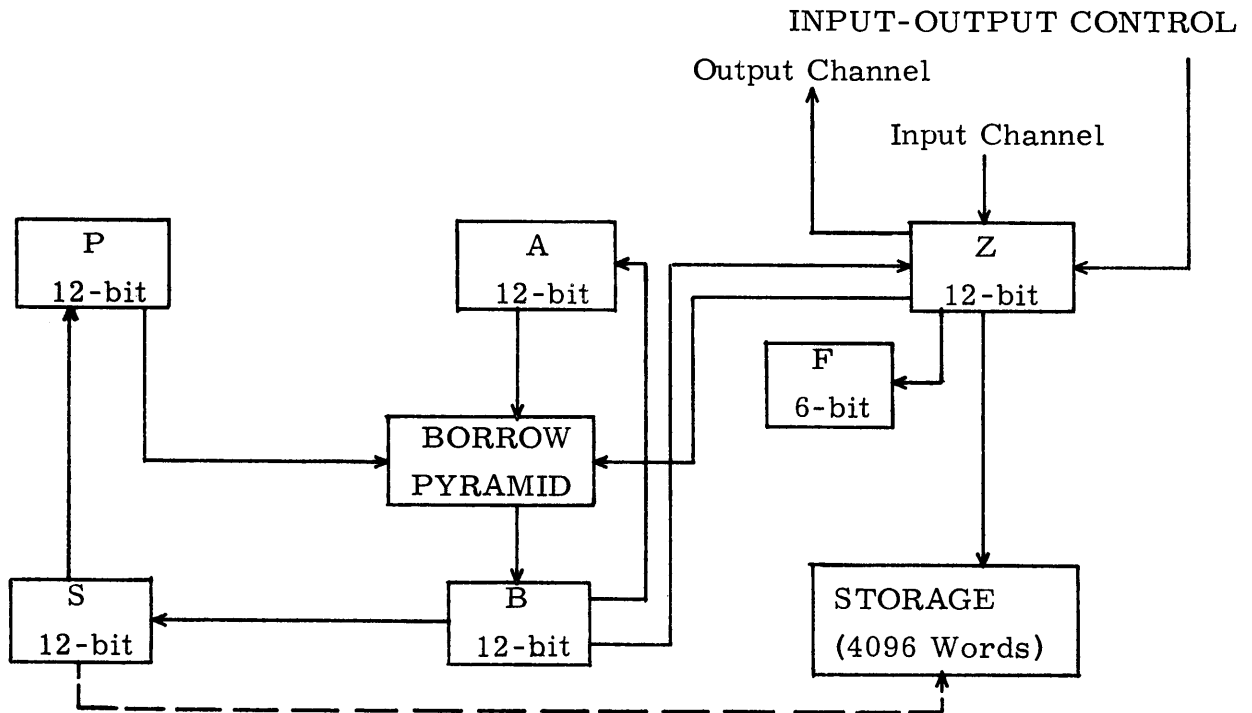 INPUT-OUTPUT CONTROL
Output Channel
Input Channel
P
12-bit
A
12-bit
Z
12-bit
F
6-bit
BORROW
PYRAMID
S
12-bit
B
12-bit
STORAGE
(4096 Words)